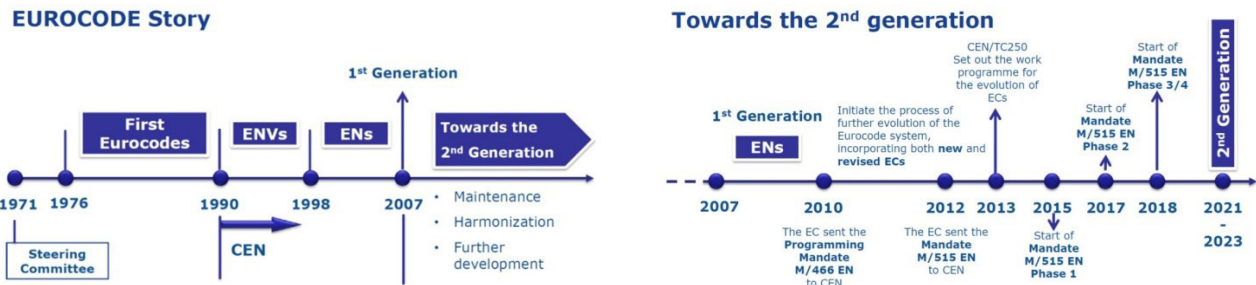 EUROCODE Story
1st Generation
First
Eurocodes
ENVs
ENs
Towards the
2nd Generation
1971
1976
1990
1998
2007
Steering
Committee
CEN
• Maintenance
• Harmonization
• Further
development
Towards the 2nd generation
1st Generation
ENs
Initiate the process of
further evolution of the
Eurocode system,
incorporating both new and
revised ECs
CEN/TC250
Set out the work
programme for
the evolution of
ECs
Start of
Mandate
M/515 EN
Phase 2
Start of
Mandate
M/515 EN
Phase 3/4
2nd Generation
2007
2010
2012
2013
2015
2017
2018
2021
-
2023
The EC sent the
Programming
Mandate
M/466 EN
to CEN
The EC sent the
Mandate
M/515 EN
to CEN
Start of
Mandate
M/515 EN
Phase 1